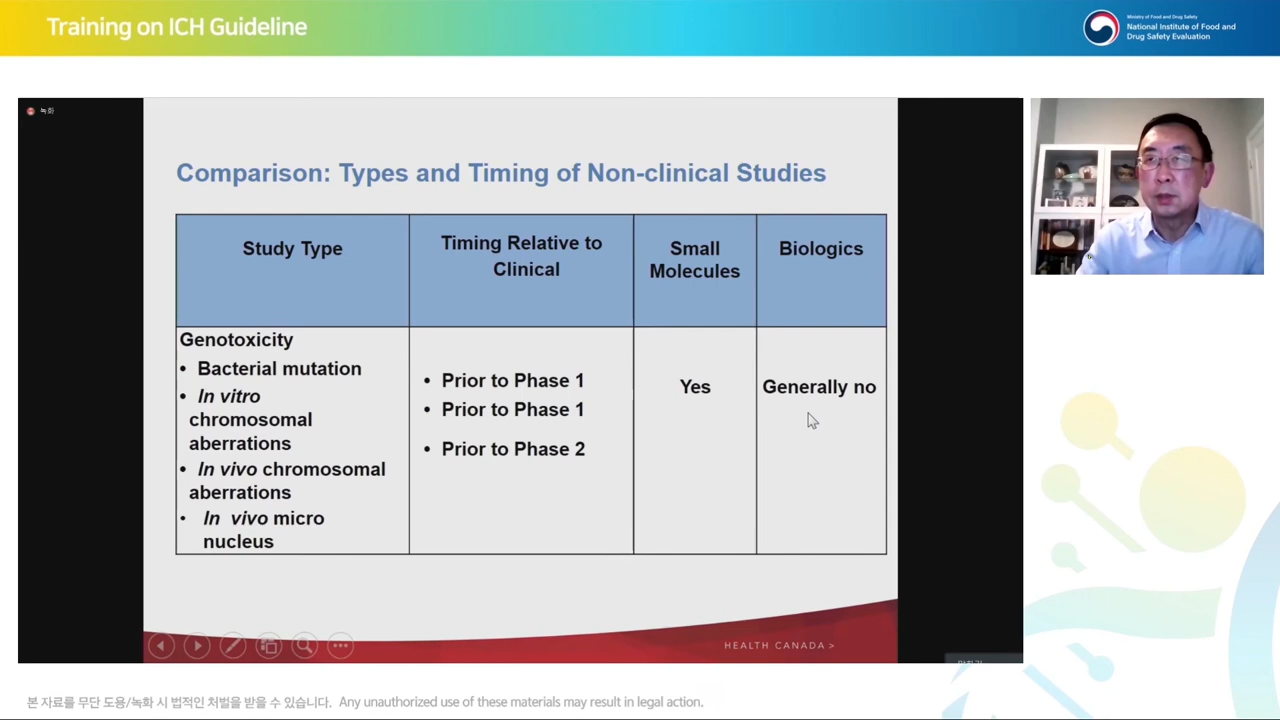 Training on ICH Guideline
Ministry of Food and Drug Safety
National Institute of Food and
Drug Safety Evaluation
녹화
Comparison: Types and Timing of Non-clinical Studies
Study Type
Timing Relative to
Clinical
Small
Molecules
Biologics
Genotoxicity
• Bacterial mutation
• In vitro
chromosomal
aberrations
• In vivo chromosomal
aberrations
• In vivo micro
nucleus
• Prior to Phase 1
• Prior to Phase 1
• Prior to Phase 2
Yes
Generally no
HEALTH CANADA >
본 자료를 무단 도용/녹화 시 법적인 처벌을 받을 수 있습니다. Any unauthorized use of these materials may result in legal action.